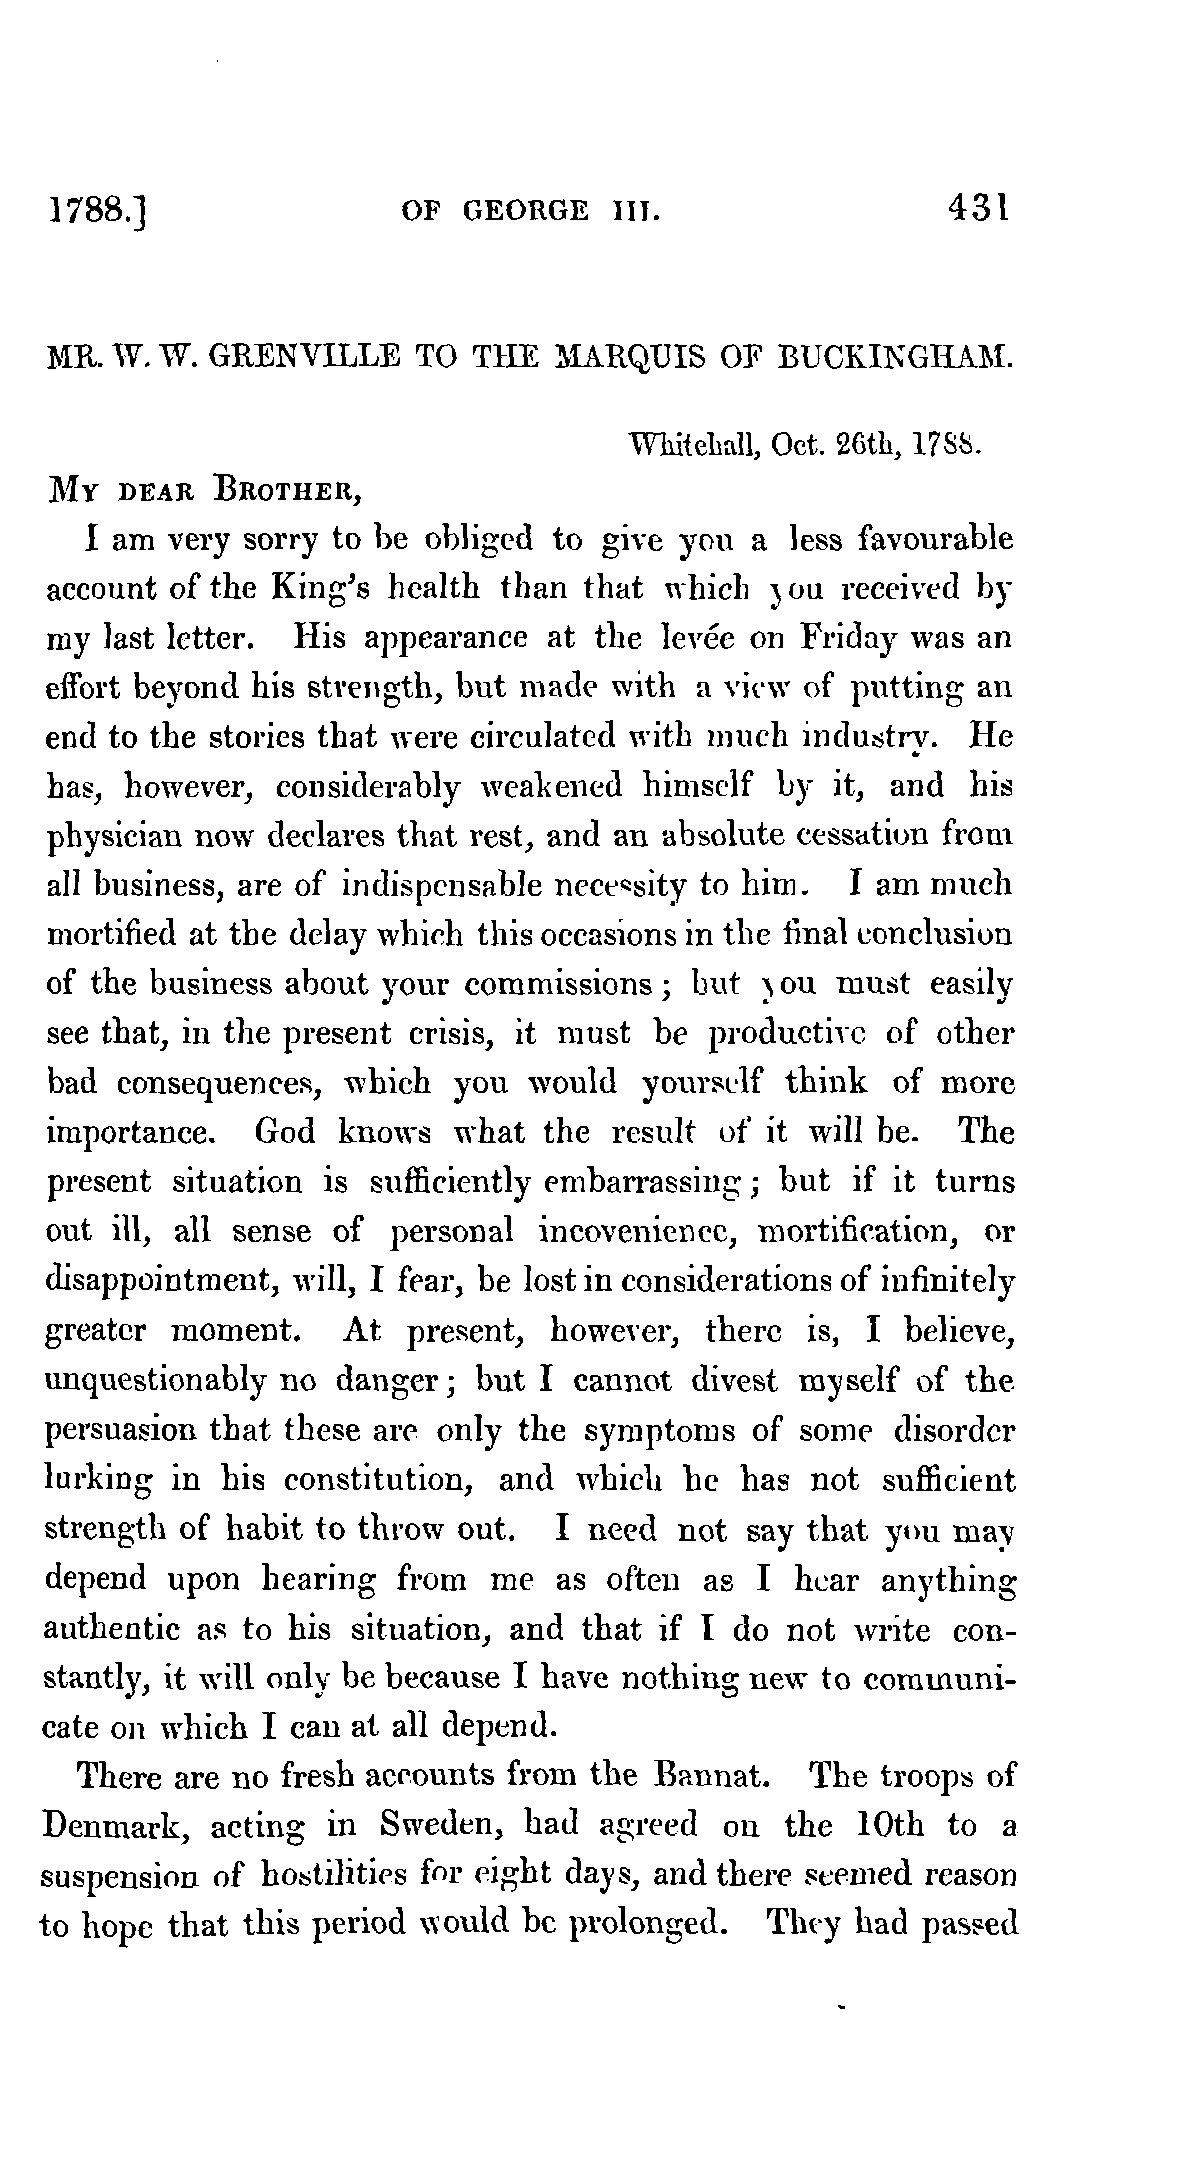 1788.] OF GEORGE III. 431
MR. W. W. GRENVILLE TO THE MARQUIS OF BUCKINGHAM.
Whitehall, Oct. 26th, 1788.
MY DEAR BROTHER,
I am very sorry to be obliged to give you a less favourable
account of the King's health than that which you received by
my last letter. His appearance at the levée on Friday was an
effort beyond his strength, but made with a view of putting an
end to the stories that were circulated with much industry. He
has, however, considerably weakened himself by it, and his
physician now declares that rest, and an absolute cessation from
all business, are of indispensable necessity to him. I am much
mortified at the delay which this occasions in the final conclusion
of the business about your commissions; but you must easily
see that, in the present crisis, it must be productive of other
bad consequences, which you would yourself think of more
importance. God knows what the result of it will be. The
present situation is sufficiently embarrassing; but if it turns
out ill, all sense of personal incovenience, mortification, or
disappointment, will, I fear, be lost in considerations of infinitely
greater moment. At present, however, there is, I believe,
unquestionably no danger; but I cannot divest myself of the
persuasion that these are only the symptoms of some disorder
lurking in his constitution, and which he has not sufficient
strength of habit to throw out. I need not say that you may
depend upon hearing from me as often as I hear anything
authentic as to his situation, and that if I do not write con-
stantly, it will only be because I have nothing new to communi-
cate on which I can at all depend.
There are no fresh accounts from the Bannat. The troops of
Denmark, acting in Sweden, had agreed on the 10th to a
suspension of hostilities for eight days, and there seemed reason
to hope that this period would be prolonged. They had passed